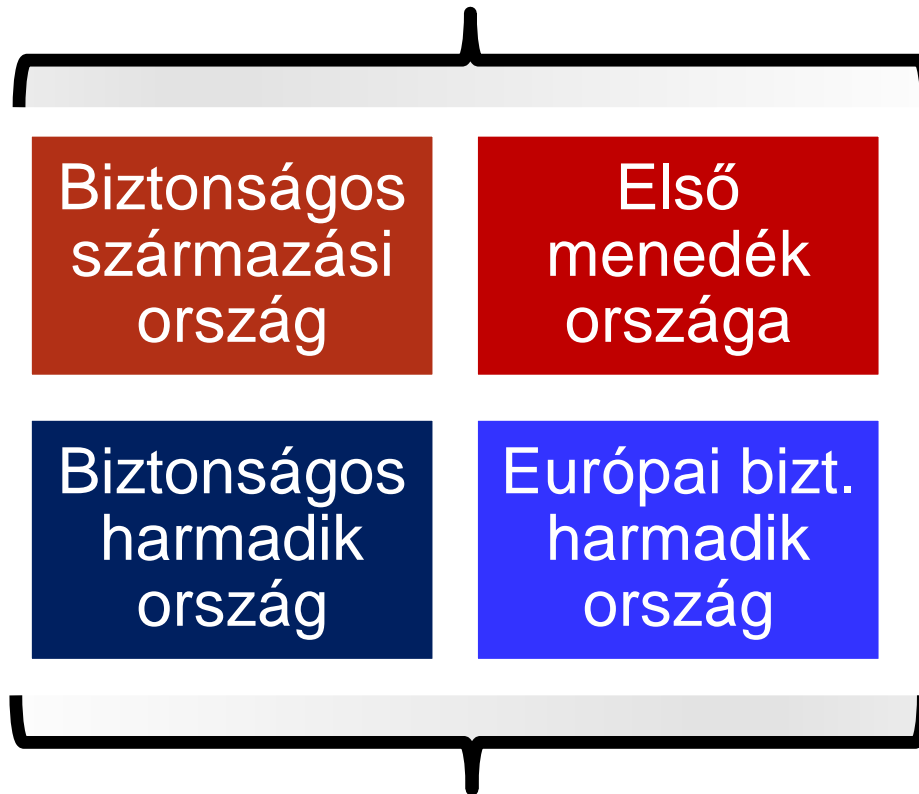 Biztonságos
származási
ország
Első
menedék
országa
Biztonságos
harmadik
ország
Európai bizt.
harmadik
ország